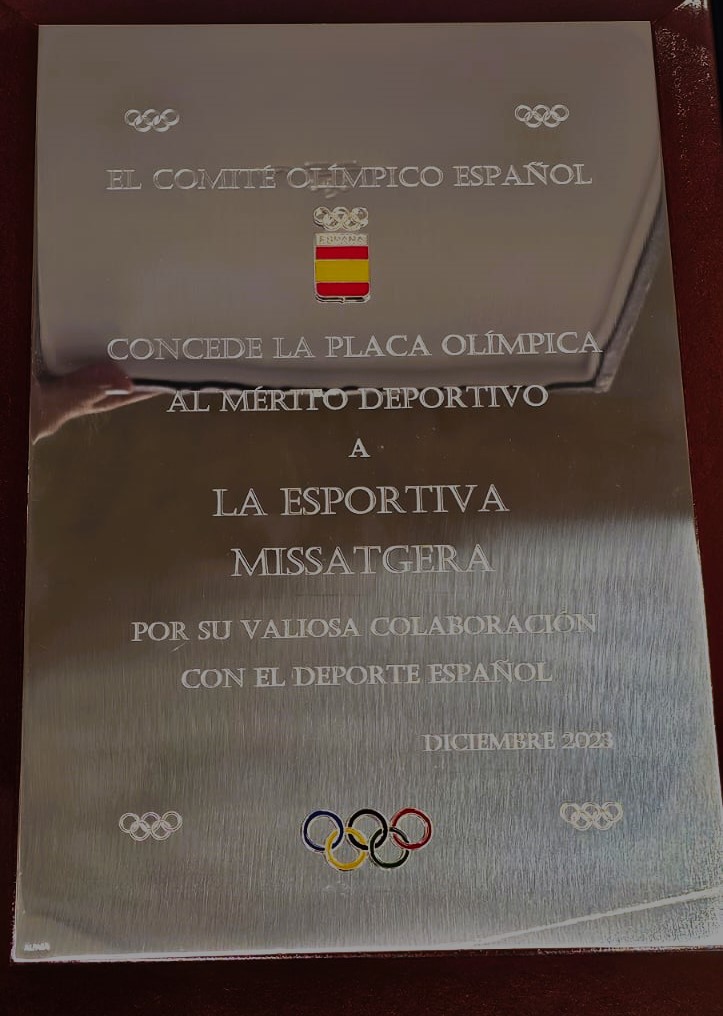 EL COMITÉ OLÍMPICO ESPAÑOL
ESPAÑA
CONCEDE LA PLACA OLÍMPICA
AL MÉRITO DEPORTIVO
A
LA ESPORTIVA
MISSATGERA
POR SU VALIOSA COLABORACIÓN
CON EL DEPORTE ESPAÑOL
DICIEMBRE 2023